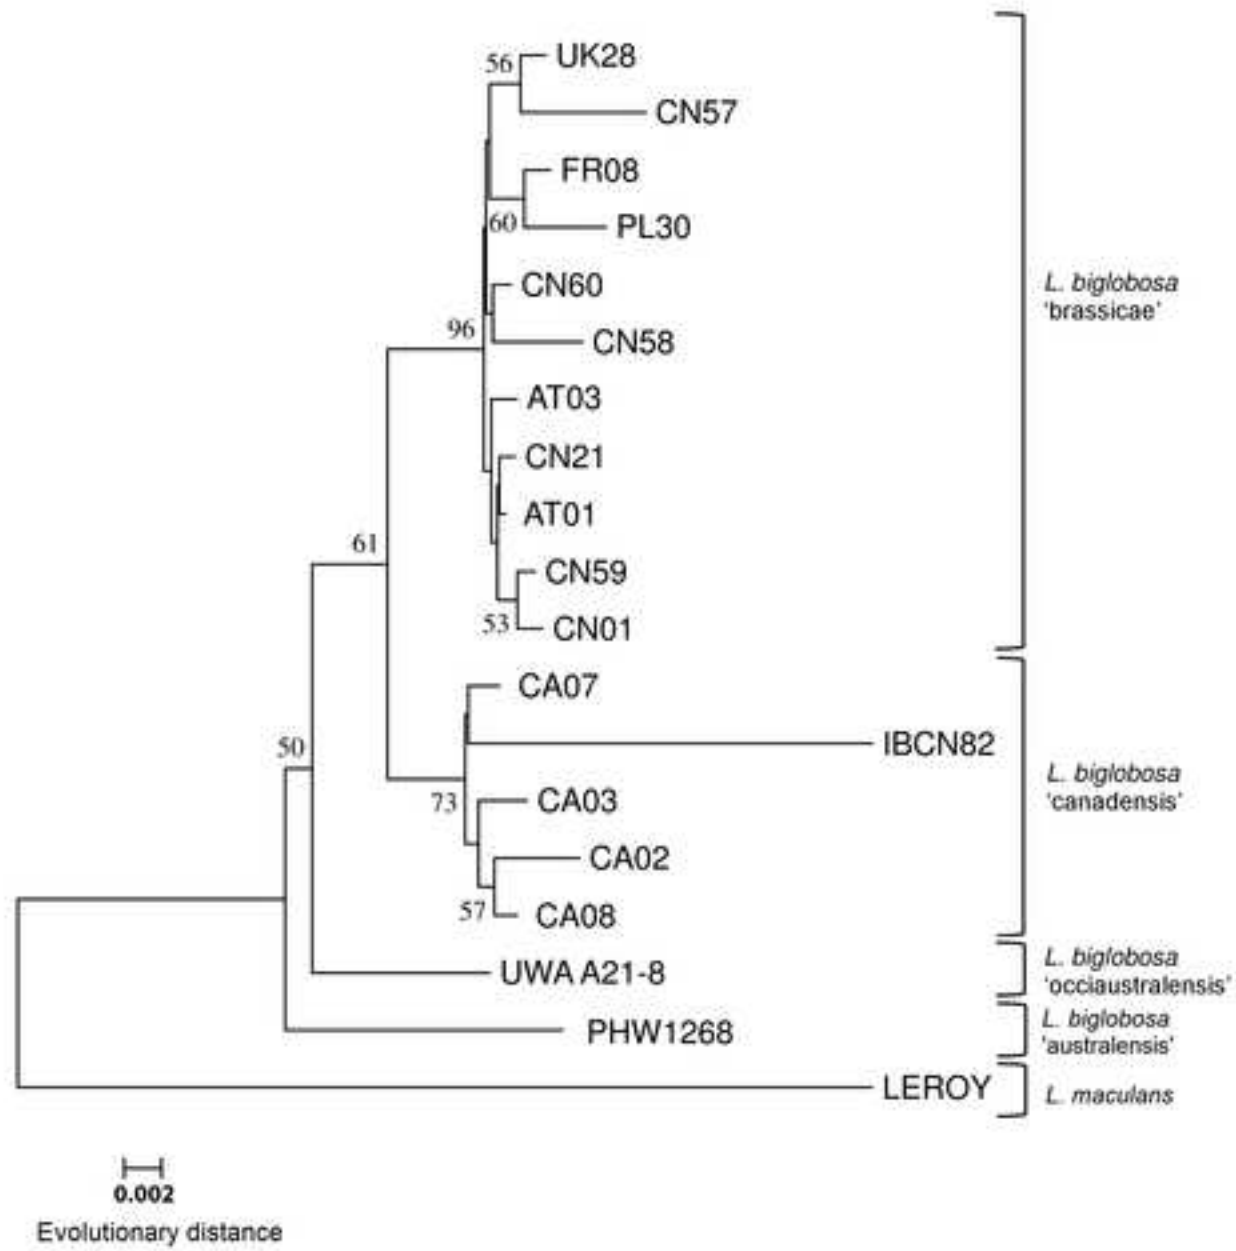 56
UK28
CN57
FR08
60
PL30
CN60
L. biglobosa
'brassicae'
96
CN58
AT03
CN21
AT01
61
CN59
53
CN01
CA07
50
IBCN82
L. biglobosa
'canadensis'
73
CA03
CA02
57
CA08
UWA A21-8
L. biglobosa
'occiaustralensis'
PHW1268
L. biglobosa
'australensis'
LEROY
L. maculans
0.002
Evolutionary distance